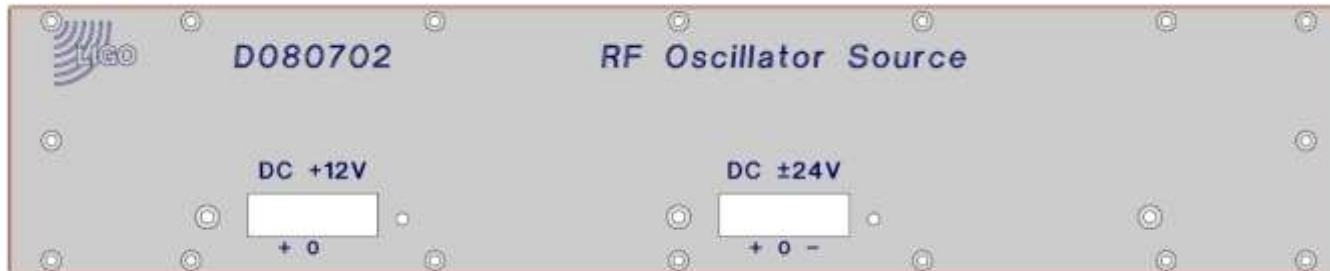 LIGO D080702 RF Oscillator Source
DC +12V DC ±24V
+ 0 + 0 -